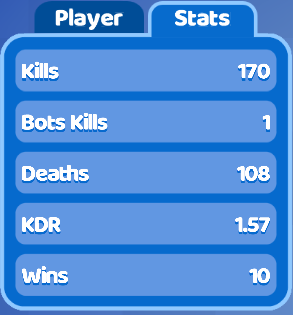 Player Stats
Kills 170
Bots Kills 1
Deaths 108
KDR 1.57
Wins 10